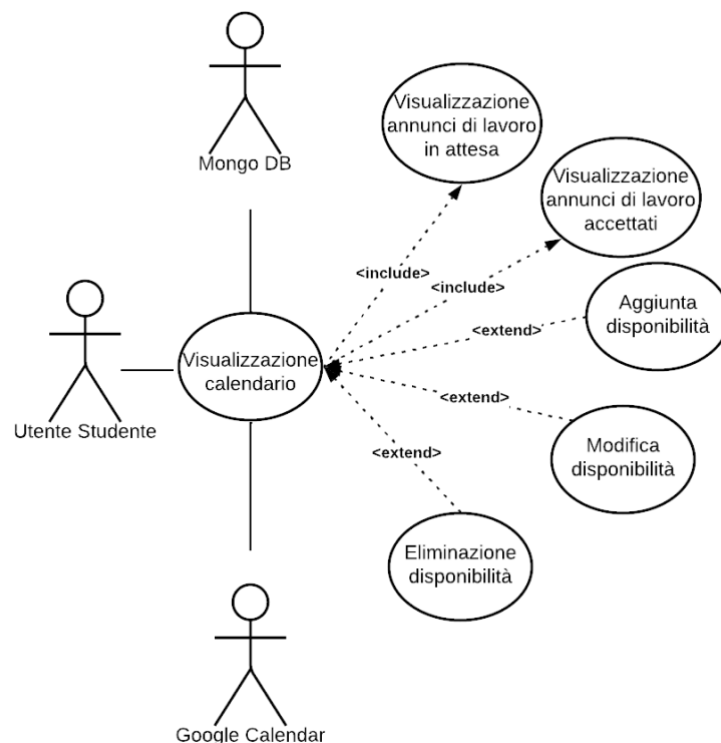 Mongo DB
Visualizzazione
annunci di lavoro
in attesa
Visualizzazione
annunci di lavoro
accettati
<include>
<include>
Aggiunta
disponibilità
<extend>
Visualizzazione
calendario
Utente Studente
<extend>
Modifica
disponibilità
<extend>
Eliminazione
disponibilità
Google Calendar